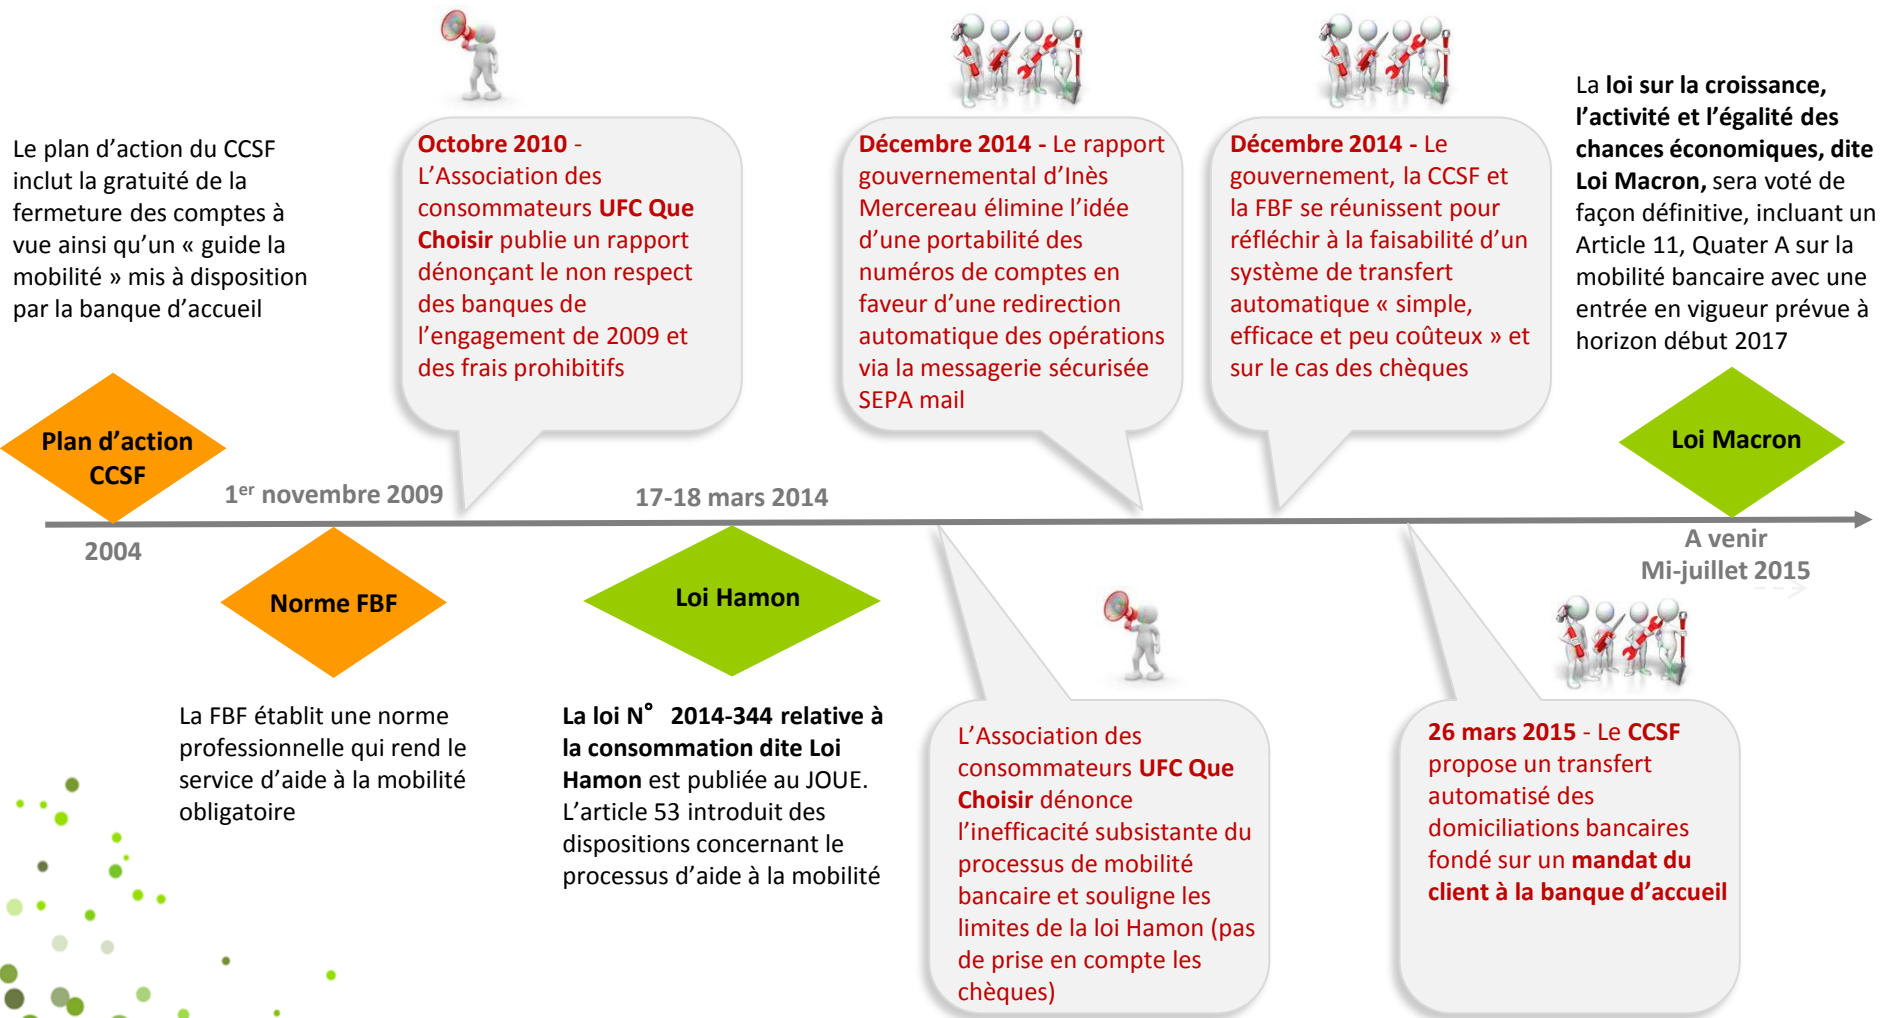 Le plan d’action du CCSF
inclut la gratuité de la
fermeture des comptes à
vue ainsi qu’un « guide la
mobilité » mis à disposition
par la banque d’accueil
Plan d’action
CCSF
2004
1er novembre 2009
Norme FBF
La FBF établit une norme
professionnelle qui rend le
service d’aide à la mobilité
obligatoire
Octobre 2010 -
L’Association des
consommateurs UFC Que
Choisir publie un rapport
dénonçant le non respect
des banques de
l’engagement de 2009 et
des frais prohibitifs
17-18 mars 2014
Loi Hamon
La loi N° 2014-344 relative à
la consommation dite Loi
Hamon est publiée au JOUE.
L’article 53 introduit des
dispositions concernant le
processus d’aide à la mobilité
L’Association des
consommateurs UFC Que
Choisir dénonce
l’inefficacité subsistante du
processus de mobilité
bancaire et souligne les
limites de la loi Hamon (pas
de prise en compte les
chèques)
Décembre 2014 - Le rapport
gouvernemental d’Inès
Mercereau élimine l’idée
d’une portabilité des
numéros de comptes en
faveur d’une redirection
automatique des opérations
via la messagerie sécurisée
SEPA mail
Décembre 2014 - Le
gouvernement, la CCSF et
la FBF se réunissent pour
réfléchir à la faisabilité d’un
système de transfert
automatique « simple,
efficace et peu coûteux » et
sur le cas des chèques
26 mars 2015 - Le CCSF
propose un transfert
automatisé des
domiciliations bancaires
fondé sur un mandat du
client à la banque d’accueil
La loi sur la croissance,
l’activité et l’égalité des
chances économiques, dite
Loi Macron, sera voté de
façon définitive, incluant un
Article 11, Quater A sur la
mobilité bancaire avec une
entrée en vigueur prévue à
horizon début 2017
Loi Macron
A venir
Mi-juillet 2015